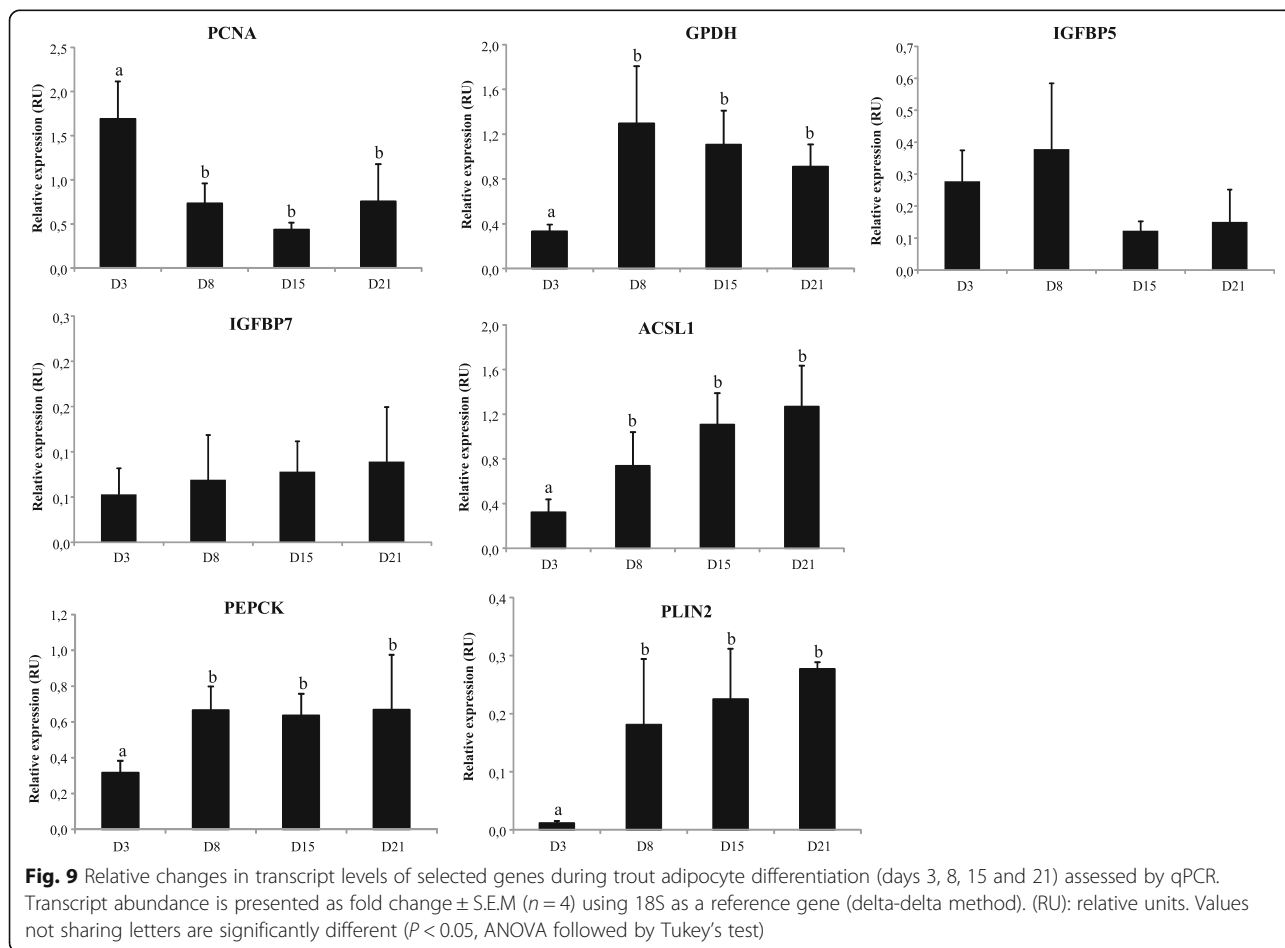 PCNA
Relative expression (RU)
2,5
2,0
1,5
1,0
0,5
0,0
a
b
b
b
D3 D8 D15 D21
GPDH
Relative expression (RU)
2,0
1,6
1,2
0,8
0,4
0,0
a
b
b
b
D3 D8 D15 D21
IGFBP5
Relative expression (RU)
0,7
0,6
0,5
0,4
0,3
0,2
0,1
0,0
D3 D8 D15 D21
IGFBP7
Relative expression (RU)
0,3
0,2
0,2
0,1
0,1
0,0
D3 D8 D15 D21
ACSL1
Relative expression (RU)
2,0
1,6
1,2
0,8
0,4
0,0
a
b
b
b
D3 D8 D15 D21
PEPCK
Relative expression (RU)
1,2
1,0
0,8
0,6
0,4
0,2
0,0
a
b
b
b
D3 D8 D15 D21
PLIN2
Relative expression (RU)
0,4
0,3
0,2
0,1
0,0
a
b
b
b
D3 D8 D15 D21
Fig. 9 Relative changes in transcript levels of selected genes during trout adipocyte differentiation (days 3, 8, 15 and 21) assessed by qPCR.
Transcript abundance is presented as fold change ± S.E.M (n = 4) using 18S as a reference gene (delta-delta method). (RU): relative units. Values
not sharing letters are significantly different (P < 0.05, ANOVA followed by Tukey's test)